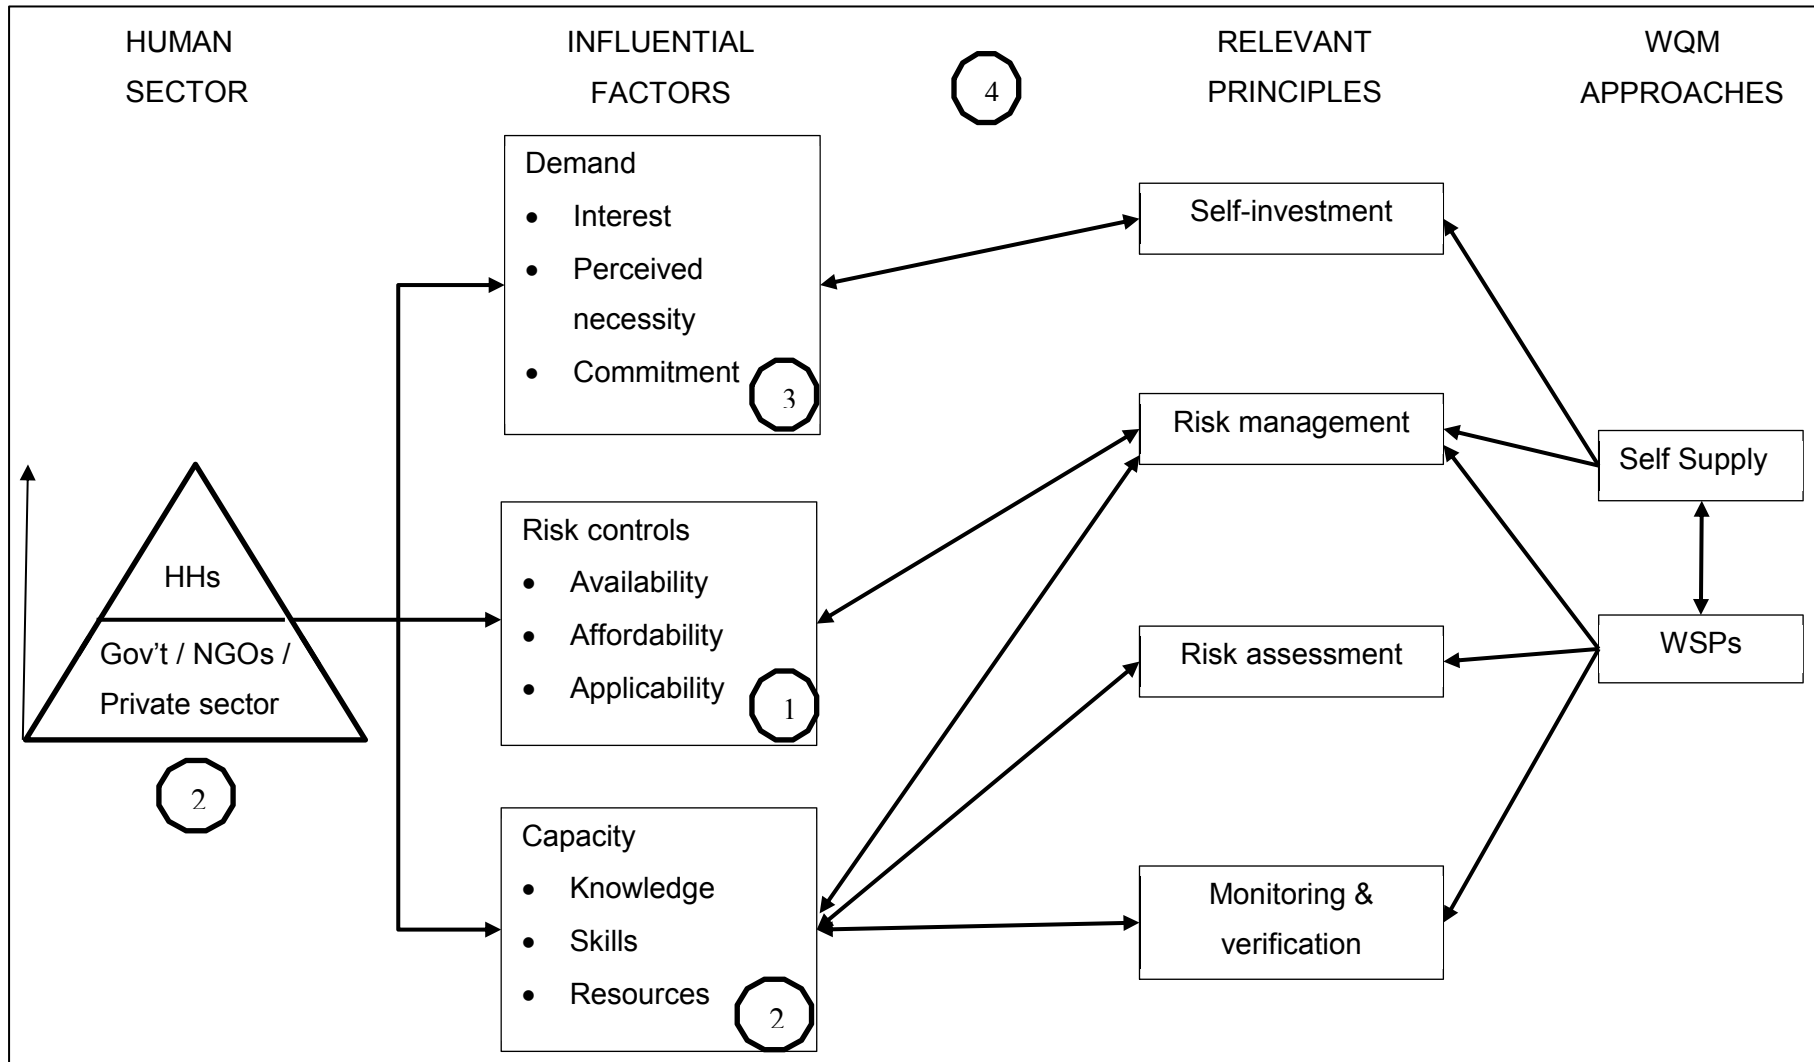 HUMAN
SECTOR
INFLUENTIAL
FACTORS
4
RELEVANT
PRINCIPLES
WQM
APPROACHES
Demand
• Interest
• Perceived
necessity
• Commitment
3
Risk controls
• Availability
• Affordability
• Applicability
1
Capacity
• Knowledge
• Skills
• Resources
2
HHs
Gov't / NGOs /
Private sector
2
Self-investment
Risk management
Risk assessment
Monitoring &
verification
Self Supply
WSPs